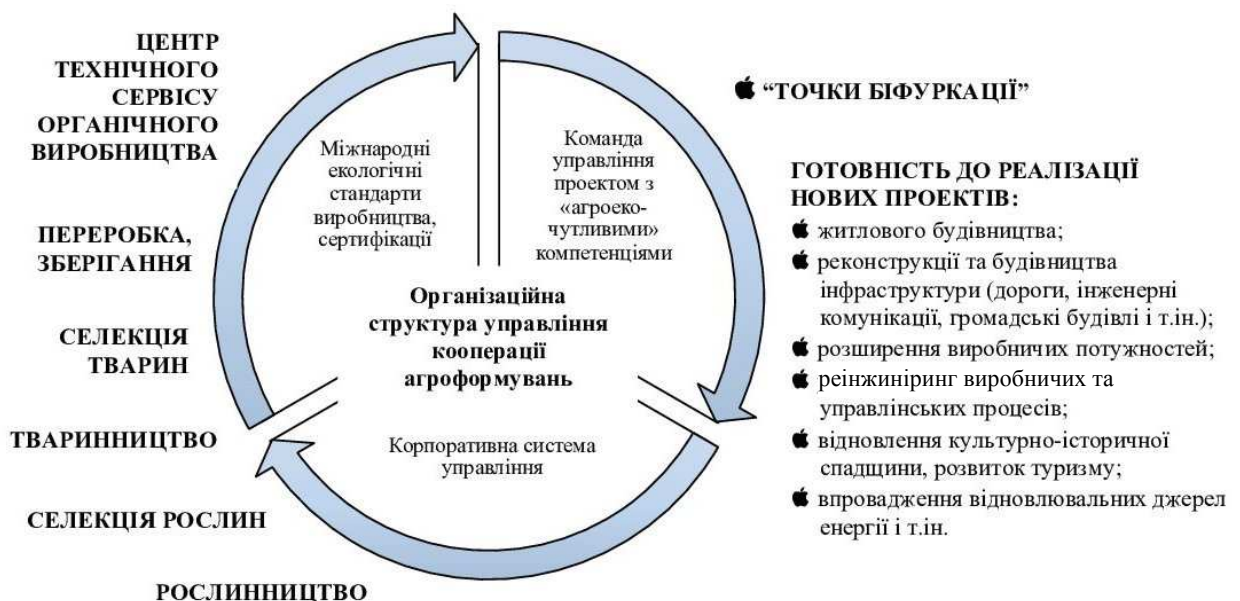 ЦЕНТР
ТЕХНІЧНОГО
СЕРВІСУ
ОРГАНІЧНОГО
ВИРОБНИЦТВА
ПЕРЕРОБКА,
ЗБЕРІГАННЯ
СЕЛЕКЦІЯ
ТВАРИН
ТВАРИННИЦТВО
СЕЛЕКЦІЯ РОСЛИН
РОСЛИННИЦТВО
Міжнародні
екологічні
стандарти
виробництва,
сертифікації
Команда
управління
проектом з
«агроеко-
чутливими»
компетенціями
Організаційна
структура управління
кооперації
агроформувань
Корпоративна система
управління
“ТОЧКИ БІФУРКАЦІЇ”
ГОТОВНІСТЬ ДО РЕАЛІЗАЦІЇ
НОВИХ ПРОЕКТІВ:
житлового будівництва;
реконструкції та будівництва
інфраструктури (дороги, інженерні
комунікації, громадські будівлі і т.ін.);
розширення виробничих потужностей;
реінжиніринг виробничих та
управлінських процесів;
відновлення культурно-історичної
спадщини, розвиток туризму;
впровадження відновлювальних джерел
енергії і т.ін.